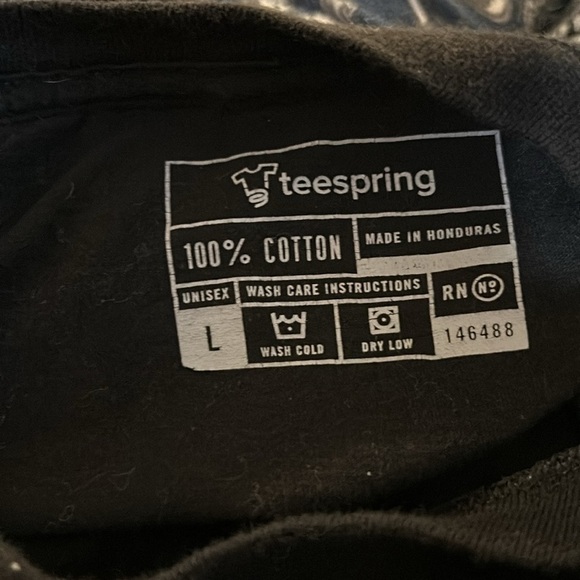 teespring
100% COTTON
MADE IN HONDURAS
UNISEX
WASH CARE INSTRUCTIONS
RN Nº
L
WASH COLD
DRY LOW
146488